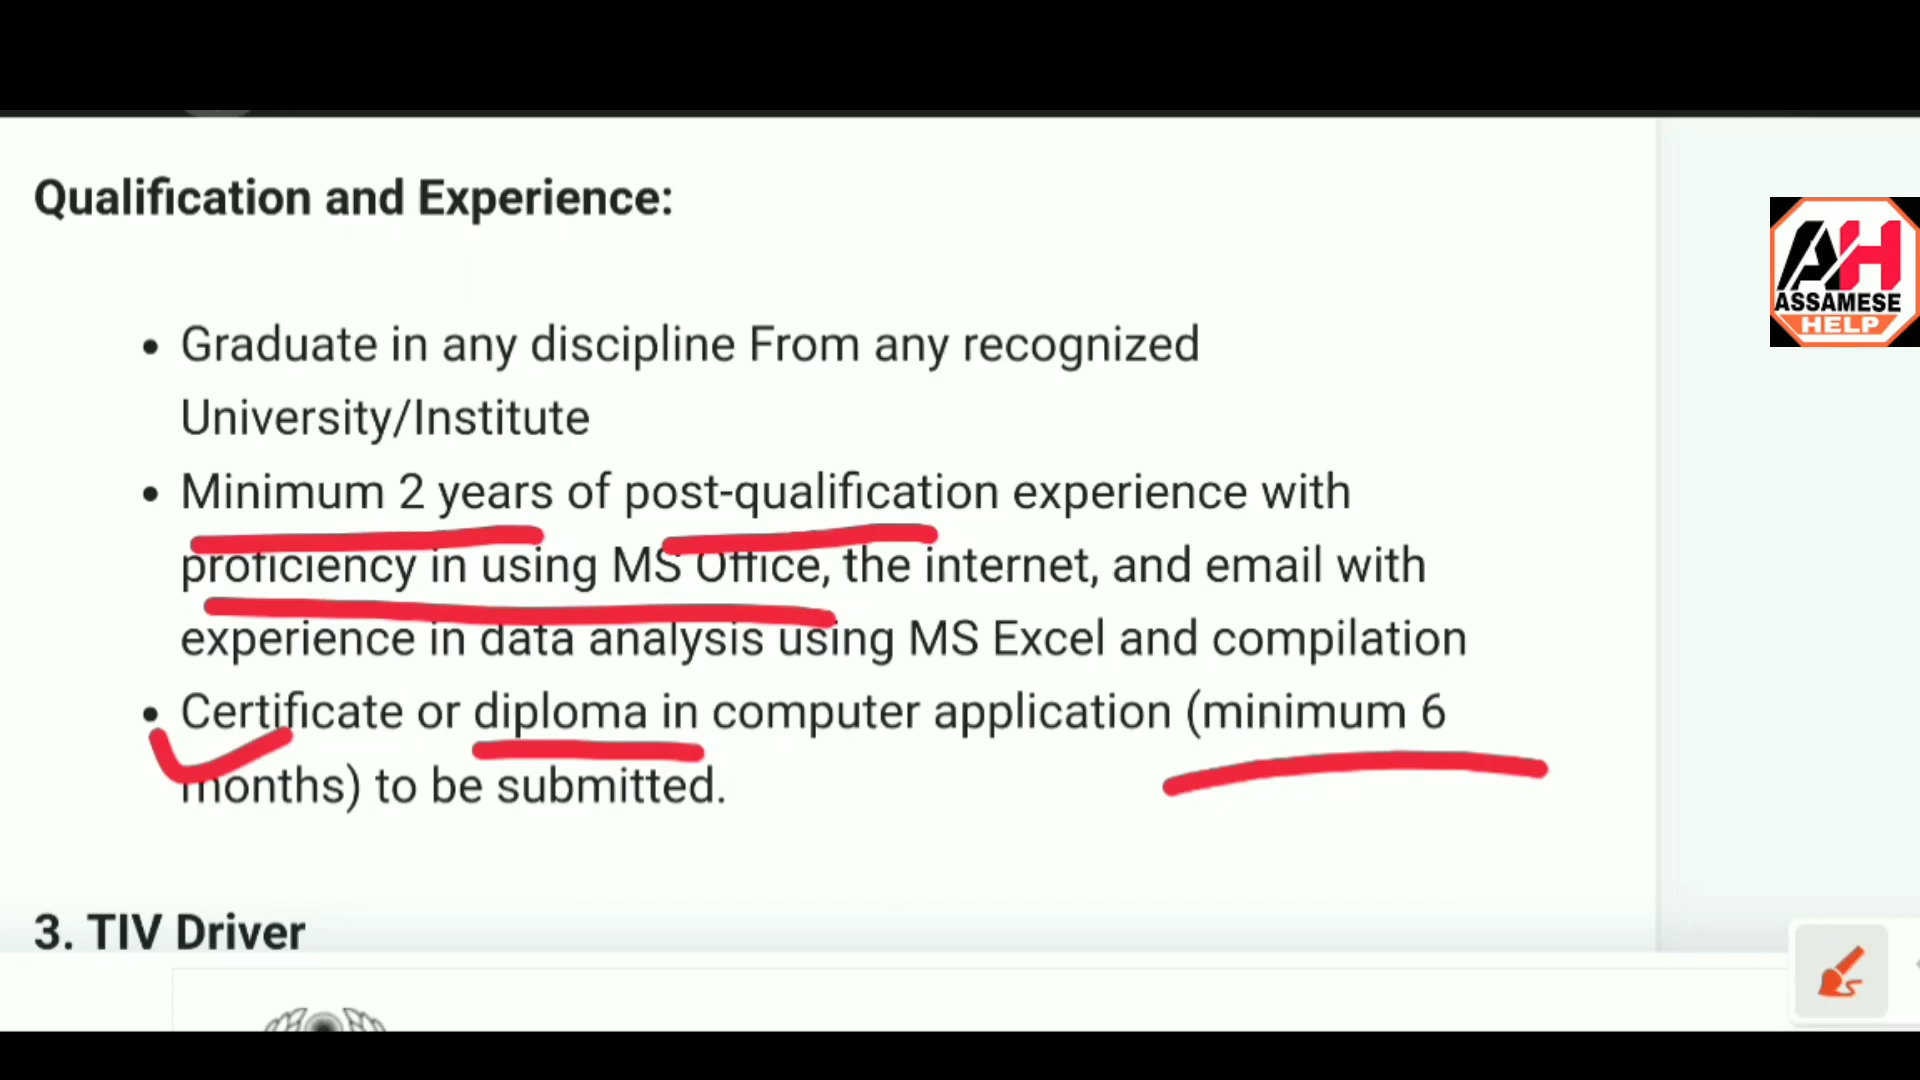 Qualification and Experience:
Graduate in any discipline From any recognized
University/Institute
Minimum 2 years of post-qualification experience with
proficiency in using MS Office, the internet, and email with
experience in data analysis using MS Excel and compilation
Certificate or diploma in computer application (minimum 6
months) to be submitted.
3. TIV Driver
AH
ASSAMESE
HELP